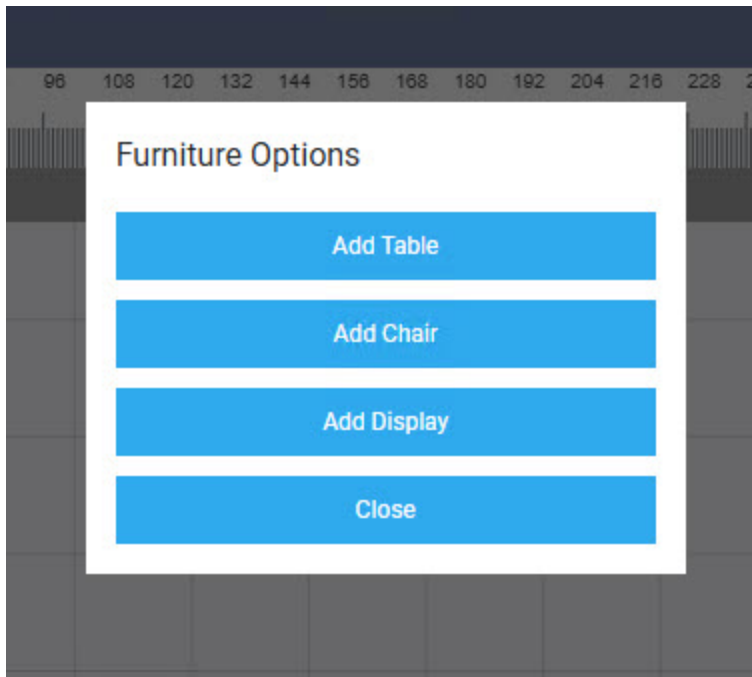 96 108 120 132 144 156 168 180 192 204 216 228
Furniture Options
Add Table
Add Chair
Add Display
Close